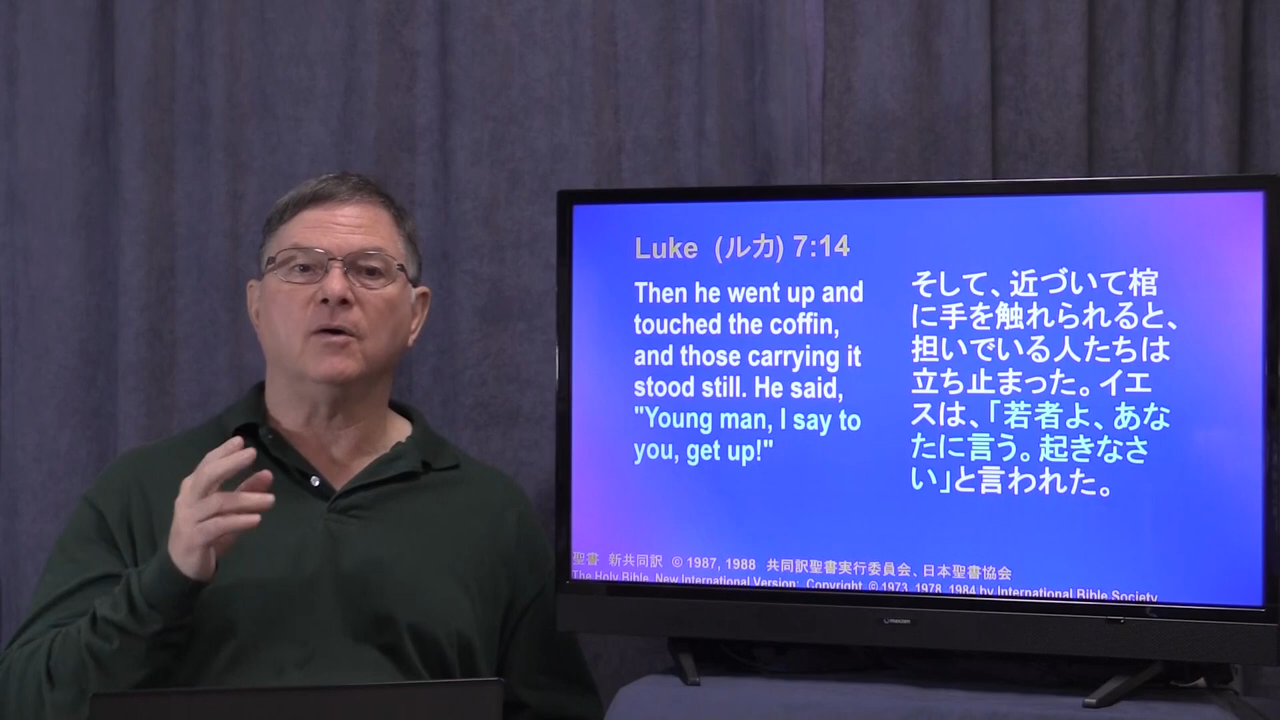 Luke (ルカ) 7:14
Then he went up and
touched the coffin,
and those carrying it
stood still. He said,
"Young man, I say to
you, get up!"
そして、近づいて棺
に手を触れられると、
担いでいる人たちは
立ち止まった。イエ
スは、「若者よ、あな
たに言う。起きなさ
い」と言われた。
聖書 新共同訳 © 1987, 1988 共同訳聖書実行委員会、日本聖書協会
The Holy Bible, New International Version; Copyright © 1973, 1978, 1984 by International Bible Society